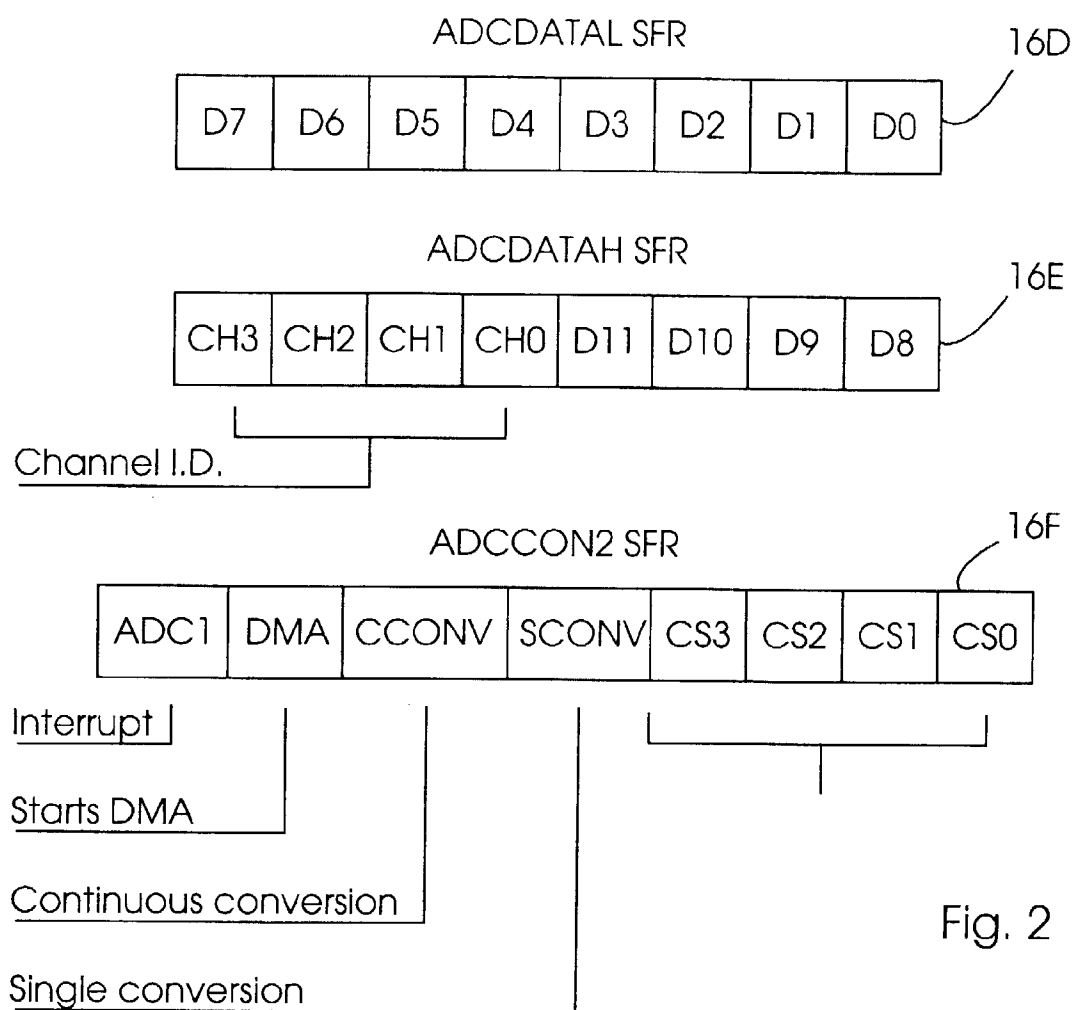 ADCDATAL SFR
16D
D7 D6 D5 D4 D3 D2 D1 D0
ADCDATAH SFR
16E
CH3 CH2 CH1 CH0 D11 D10 D9 D8
Channel I.D.
ADCCON2 SFR
16F
ADC1 DMA CCONV SCONV CS3 CS2 CS1 CS0
Interrupt
Starts DMA
Continuous conversion
Fig. 2
Single conversion